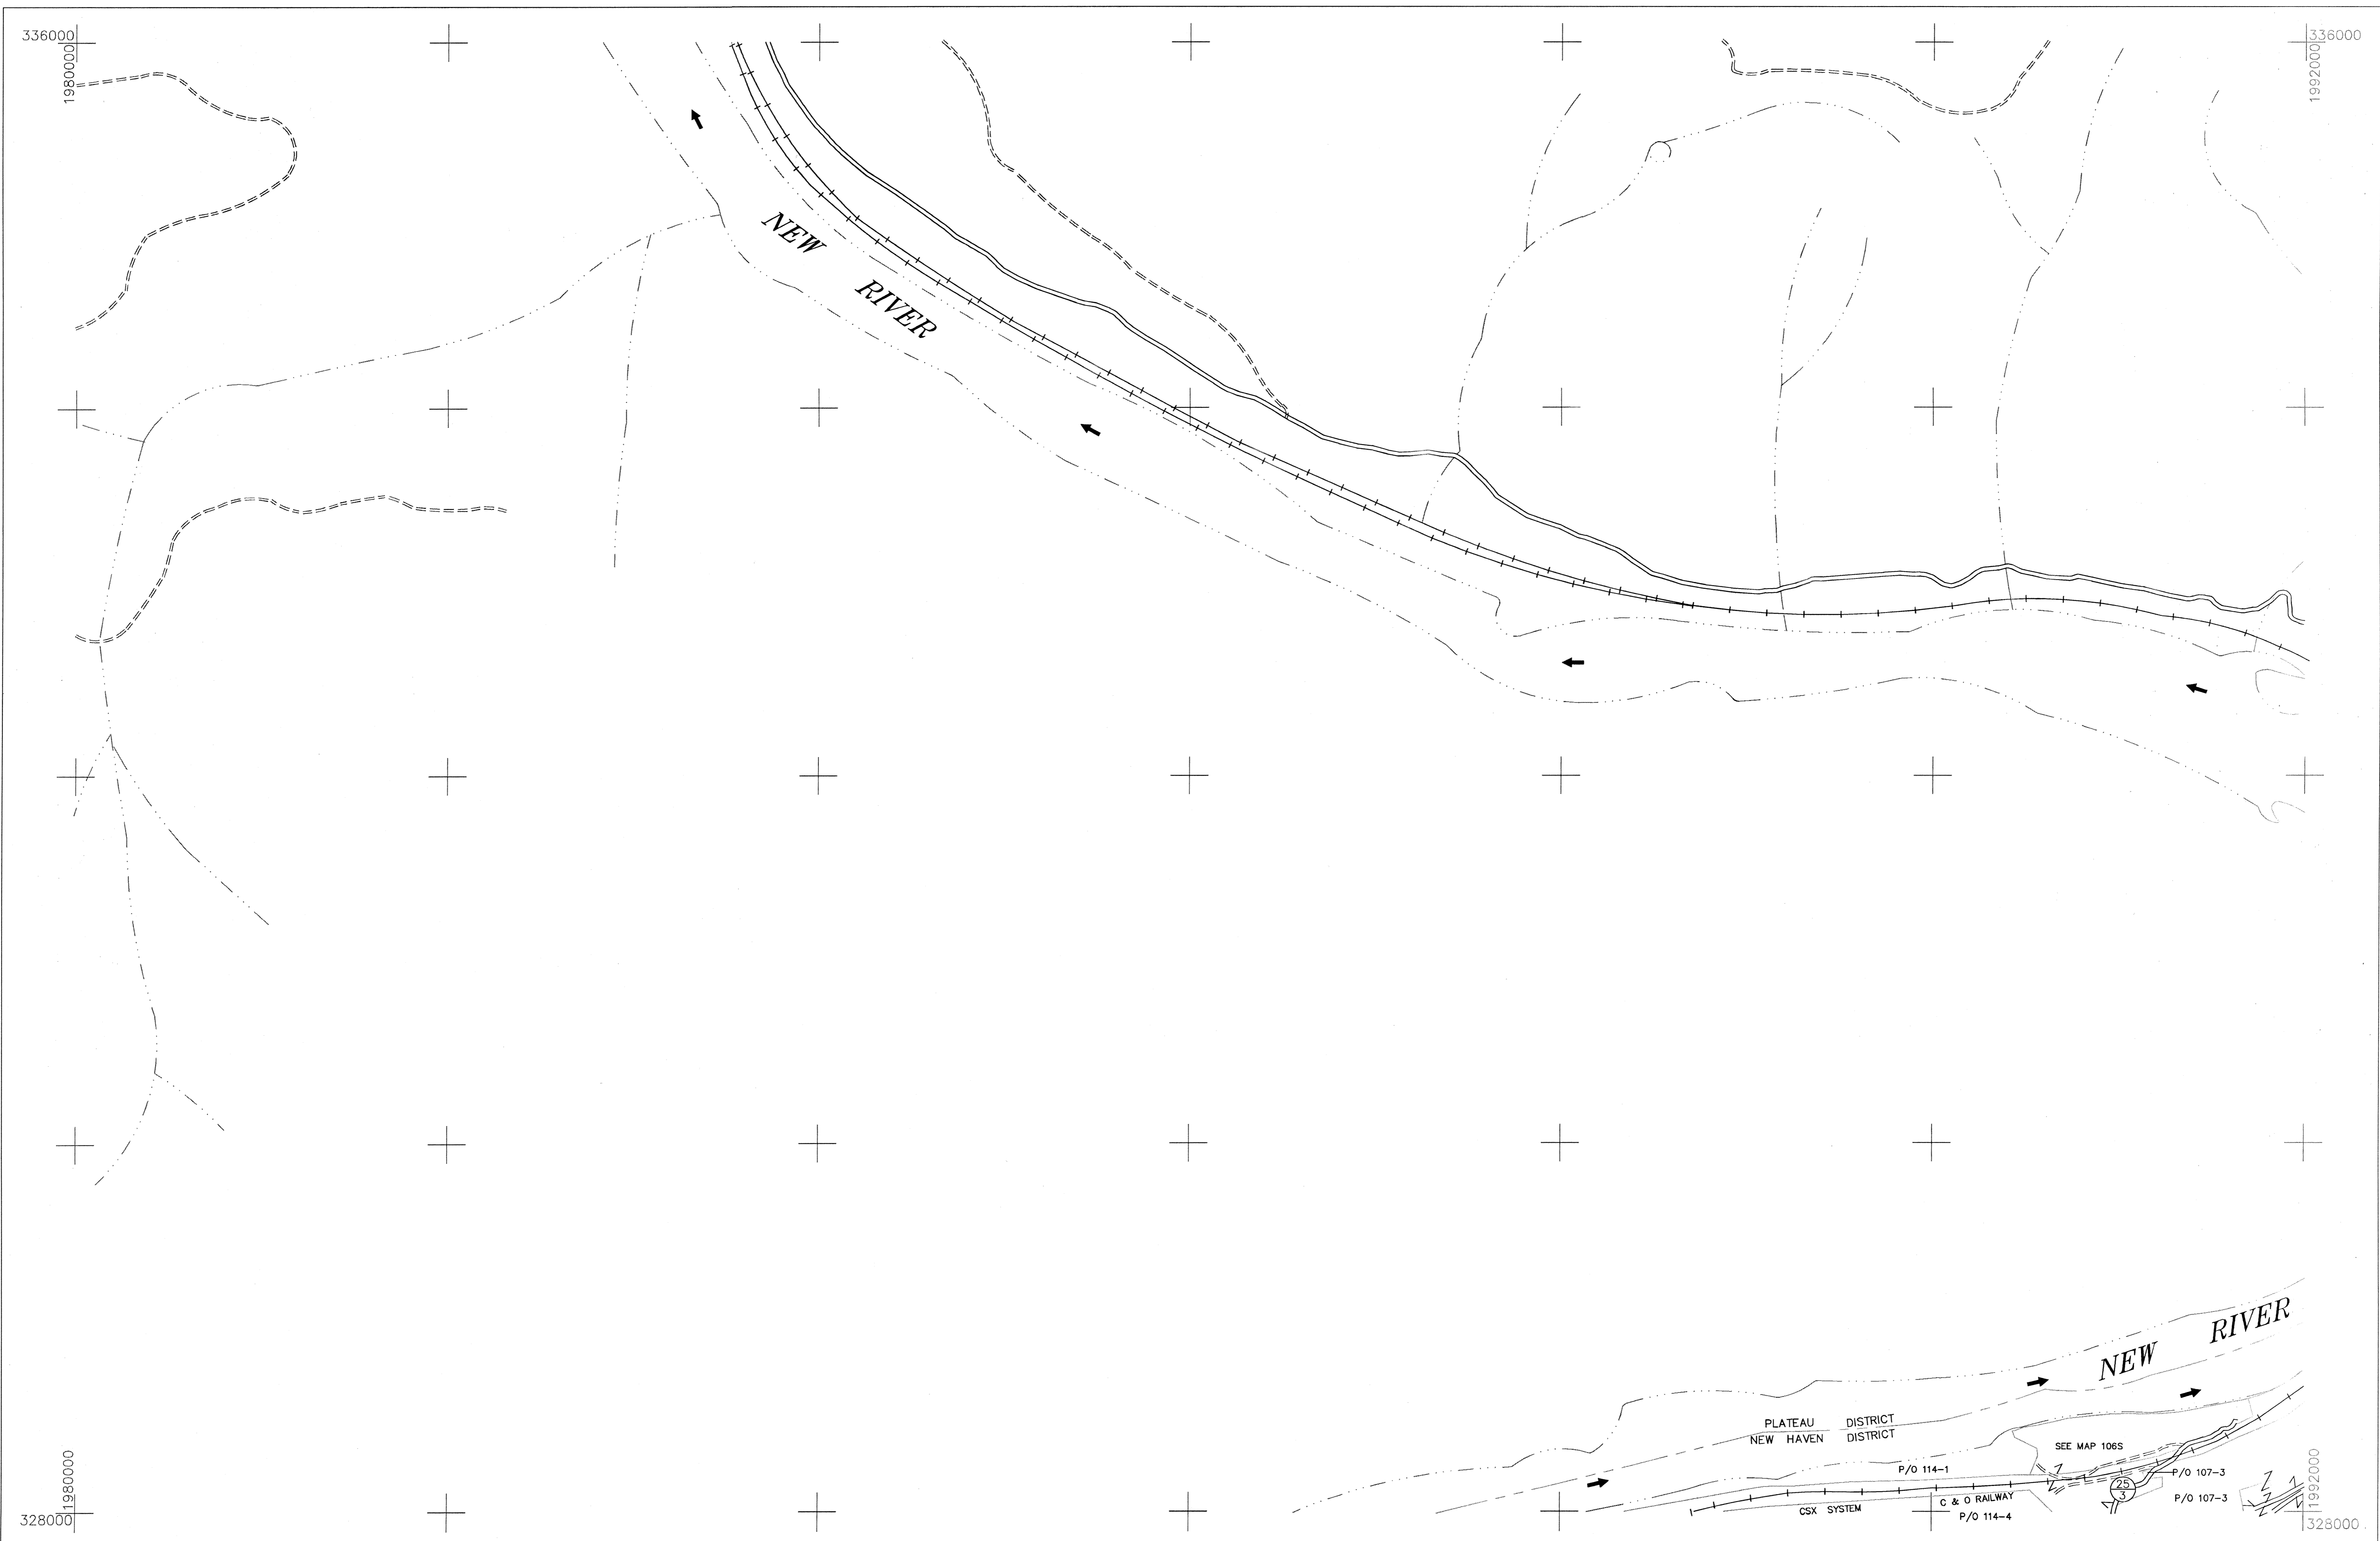 336000
1980000
336000
1992000
NEW
RIVER
NEW RIVER
PLATEAU DISTRICT
NEW HAVEN DISTRICT
SEE MAP 106S
P/O 114-1
P/O 107-3
25
3
P/O 107-3
C & O RAILWAY
CSX SYSTEM
P/O 114-4
1980000
328000
1992000
328000